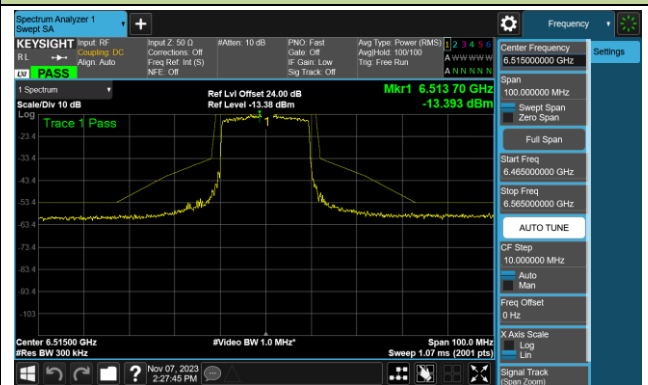 Spectrum Analyzer 1
Swept SA
+
Frequency
KEYSIGHT
Input: RF
Coupling: DC
Align: Auto
Input Z: 50 Ω
Corrections: Off
Freq Ref: Int (S)
NFE: Off
#Atten: 10 dB
PNO: Fast
Gate: Off
IF Gain: Low
Sig Track: Off
Avg Type: Power (RMS)
Avg|Hold: 100/100
Trig: Free Run
1 2 3 4 5 6
A W W W W W
A N N N N N
RL
LXI
PASS
1 Spectrum
Scale/Div 10 dB
Ref Lvl Offset 24.00 dB
Ref Level -13.38 dBm
Mkr1 6.513 70 GHz
-13.393 dBm
Log
Trace 1 Pass
1
-23.4
-33.4
-43.4
-53.4
-63.4
-73.4
-83.4
-93.4
-103
Center 6.51500 GHz
#Res BW 300 kHz
#Video BW 1.0 MHz*
Span 100.0 MHz
Sweep 1.07 ms (2001 pts)
Center Frequency
6.515000000 GHz
Settings
Span
100.000000 MHz
Swept Span
Zero Span
Full Span
Start Freq
6.465000000 GHz
Stop Freq
6.565000000 GHz
AUTO TUNE
CF Step
10.000000 MHz
Auto
Man
Freq Offset
0 Hz
X Axis Scale
Log
Lin
Signal Track
(Span Zoom)
?
Nov 07, 2023
2:27:45 PM